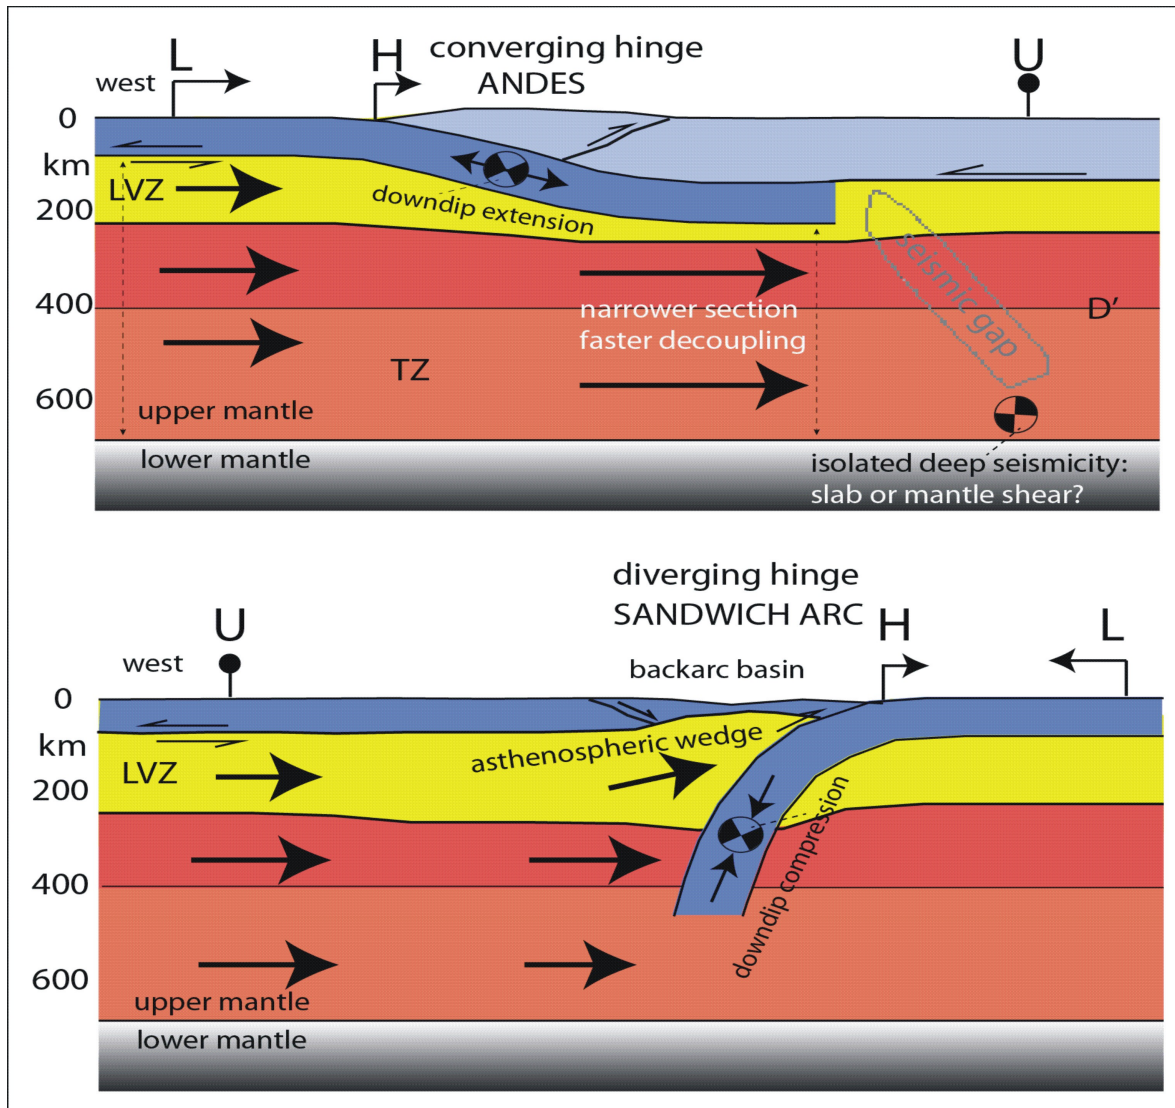 L
H
converging hinge
ANDES
U
west
0
km
LVZ
200
downdip extension
seismic gap
400
narrower section
faster decoupling
D'
TZ
600
upper mantle
lower mantle
isolated deep seismicity:
slab or mantle shear?
diverging hinge
SANDWICH ARC
U
H
L
west
backarc basin
0
km
asthenospheric wedge
LVZ
200
downdip compression
400
600
upper mantle
lower mantle